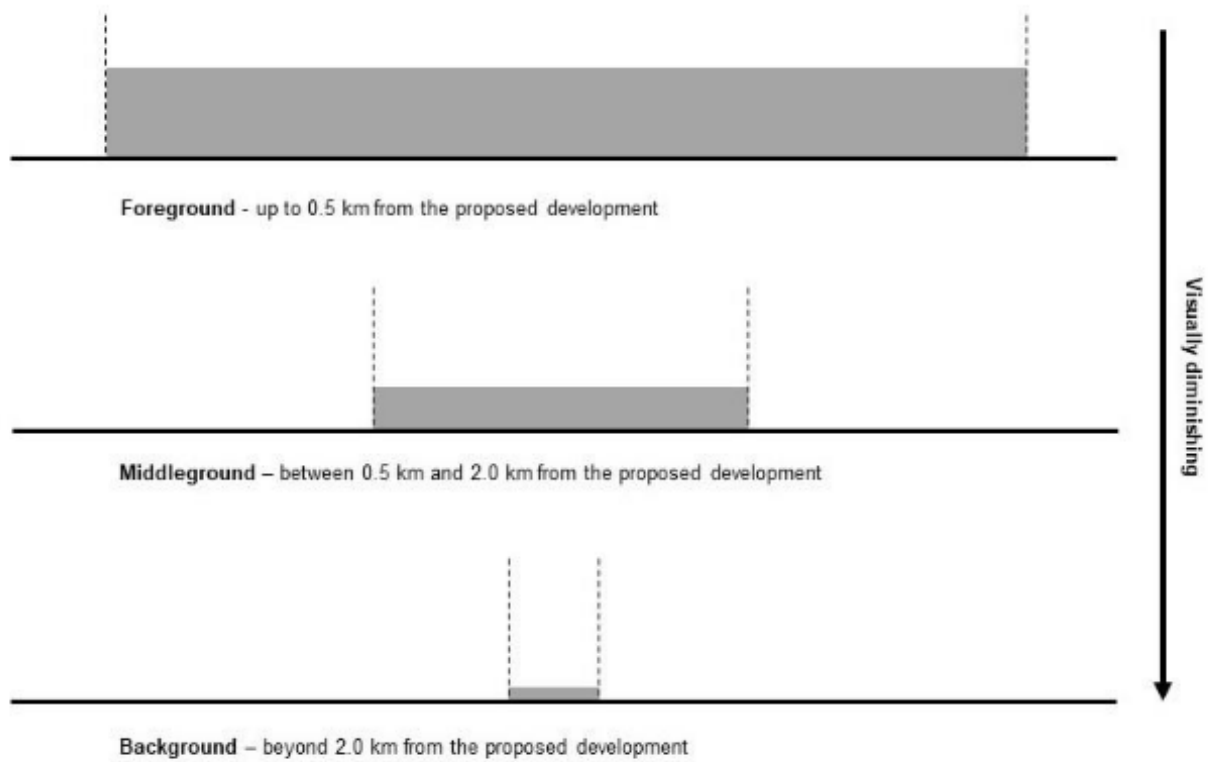 Foreground - up to 0.5 km from the proposed development
Visually diminishing
Middleground – between 0.5 km and 2.0 km from the proposed development
Background – beyond 2.0 km from the proposed development